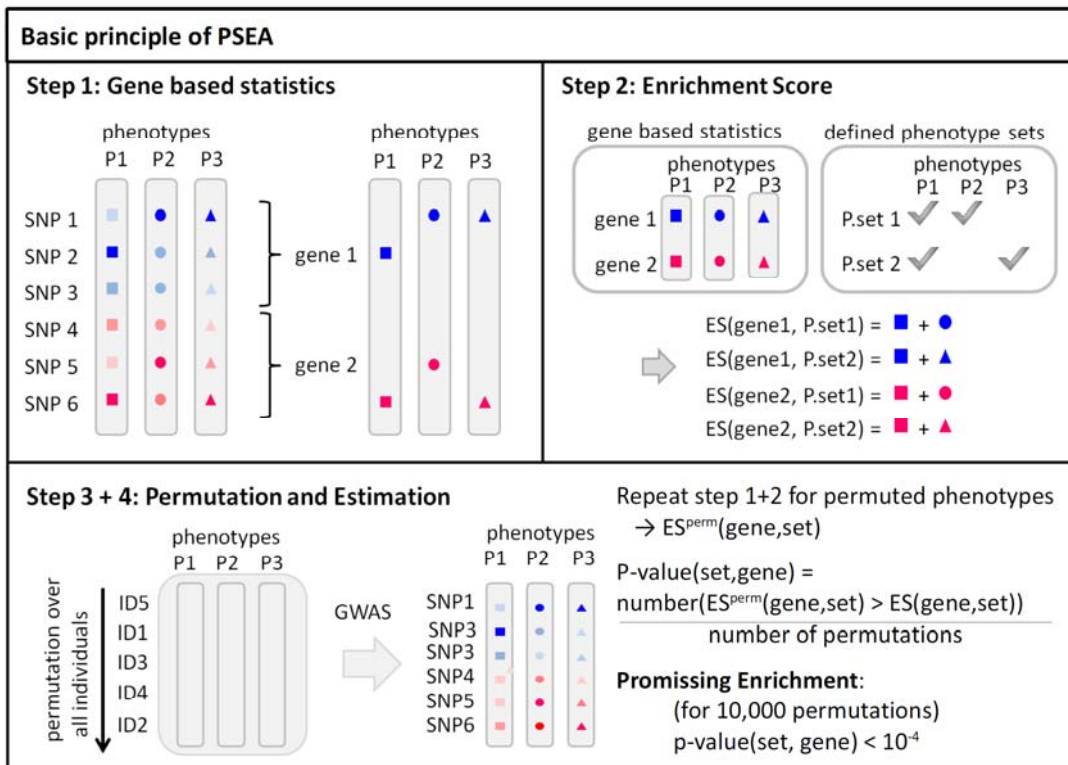 Basic principle of PSEA
Step 1: Gene based statistics
phenotypes
P1 P2 P3
SNP 1
SNP 2
SNP 3
SNP 4
SNP 5
SNP 6
gene 1
gene 2
phenotypes
P1 P2 P3
Step 2: Enrichment Score
gene based statistics
phenotypes
P1 P2 P3
gene 1
gene 2
defined phenotype sets
phenotypes
P1 P2 P3
P.set 1
P.set 2
ES(gene1, P.set1) = +
ES(gene1, P.set2) = +
ES(gene2, P.set1) = +
ES(gene2, P.set2) = +
Step 3 + 4: Permutation and Estimation
phenotypes
P1 P2 P3
permutation over
all individuals
ID5
ID1
ID3
ID4
ID2
GWAS
phenotypes
P1 P2 P3
SNP1
SNP3
SNP3
SNP4
SNP5
SNP6
Repeat step 1+2 for permuted phenotypes
→ ES^perm(gene,set)
P-value(set,gene) =
number(ES^perm(gene,set) > ES(gene,set))
number of permutations
Promissing Enrichment:
(for 10,000 permutations)
p-value(set, gene) < 10^-4